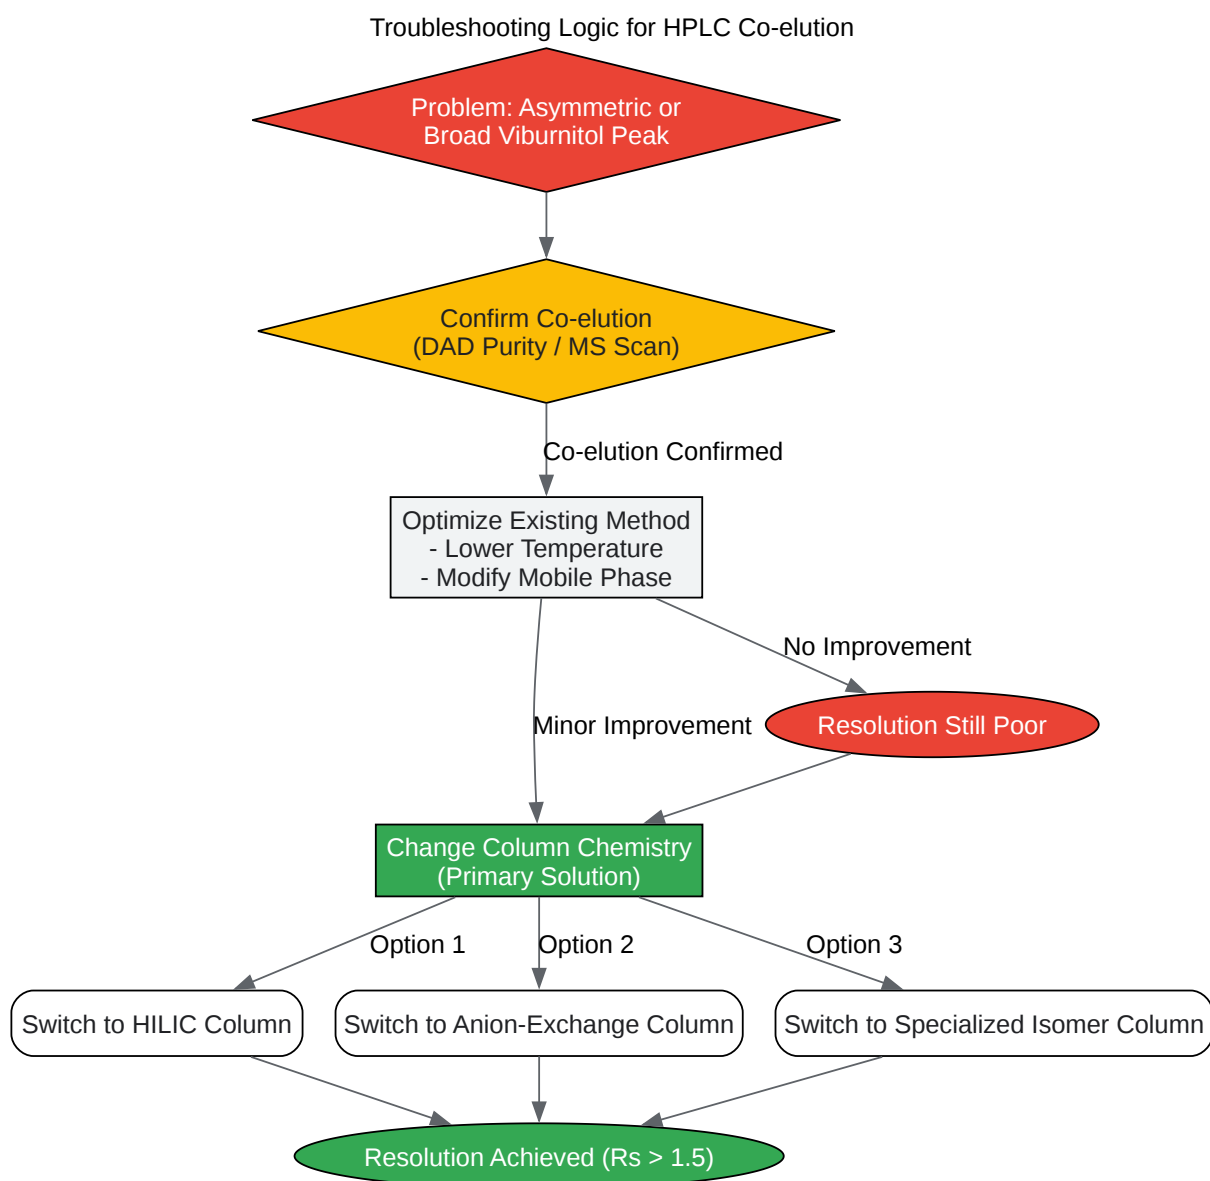 Troubleshooting Logic for HPLC Co-elution
Problem: Asymmetric or
Broad Viburnitol Peak
Confirm Co-elution
(DAD Purity / MS Scan)
Co-elution Confirmed
Optimize Existing Method
- Lower Temperature
- Modify Mobile Phase
No Improvement
Minor Improvement
Resolution Still Poor
Change Column Chemistry
(Primary Solution)
Option 1
Option 2
Option 3
Switch to HILIC Column
Switch to Anion-Exchange Column
Switch to Specialized Isomer Column
Resolution Achieved (Rs > 1.5)